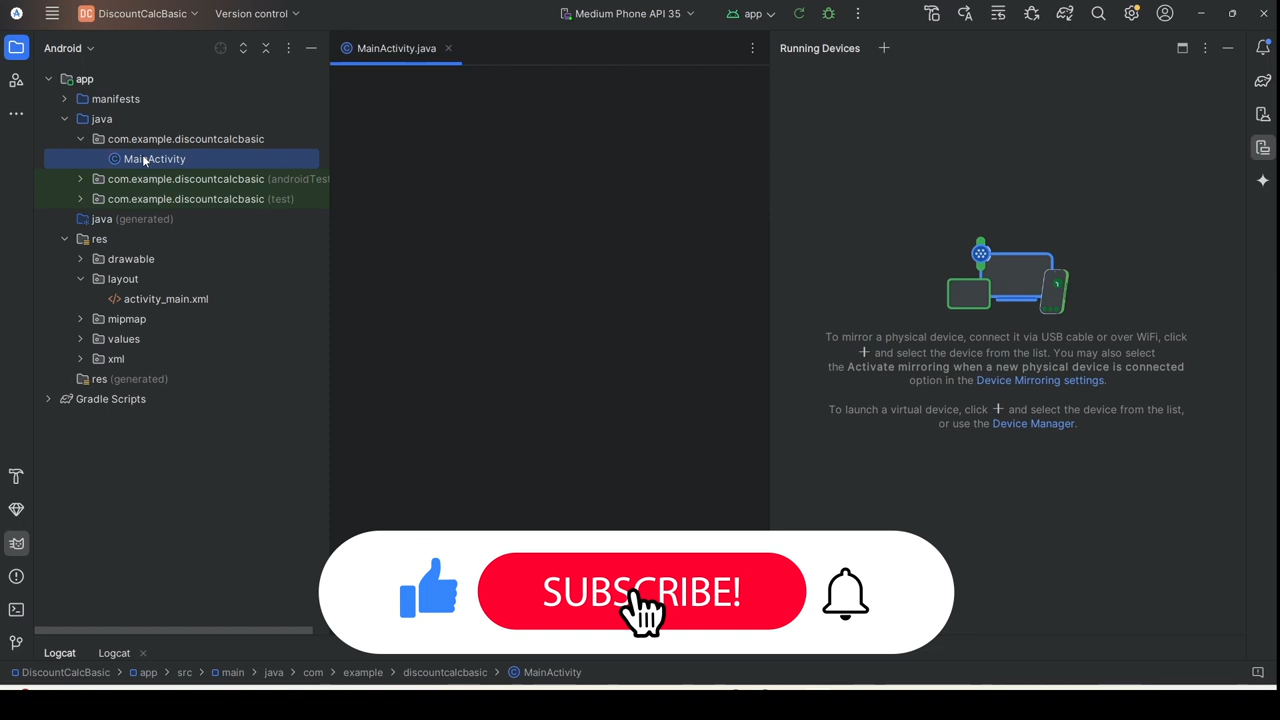 DC DiscountCalcBasic Version control Medium Phone API 35 app
Android
MainActivity.java
Running Devices
app
manifests
java
com.example.discountcalcbasic
MainActivity
com.example.discountcalcbasic (androidTest
com.example.discountcalcbasic (test)
java (generated)
res
drawable
layout
activity_main.xml
mipmap
values
xml
res (generated)
Gradle Scripts
To mirror a physical device, connect it via USB cable or over WiFi, click
+ and select the device from the list. You may also select
the Activate mirroring when a new physical device is connected
option in the Device Mirroring settings.
To launch a virtual device, click + and select the device from the list,
or use the Device Manager.
SUBSCRIBE!
Logcat Logcat
DiscountCalcBasic > app > src > main > java > com > example > discountcalcbasic > MainActivity